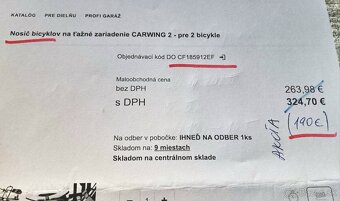 KATALÓG PRE DIELŇU PROFI GARÁŽ
Nosič bicyklov na ťažné zariadenie CARWING 2 - pre 2 bicykle
Objednávací kód DO CF185912EF
Maloobchodná cena
bez DPH 263,98 €
s DPH 324,70 €
AKCIA (190€)
Na odber v pobočke: IHNEĎ NA ODBER 1ks
Skladom na: 9 miestach
Skladom na centrálnom sklade